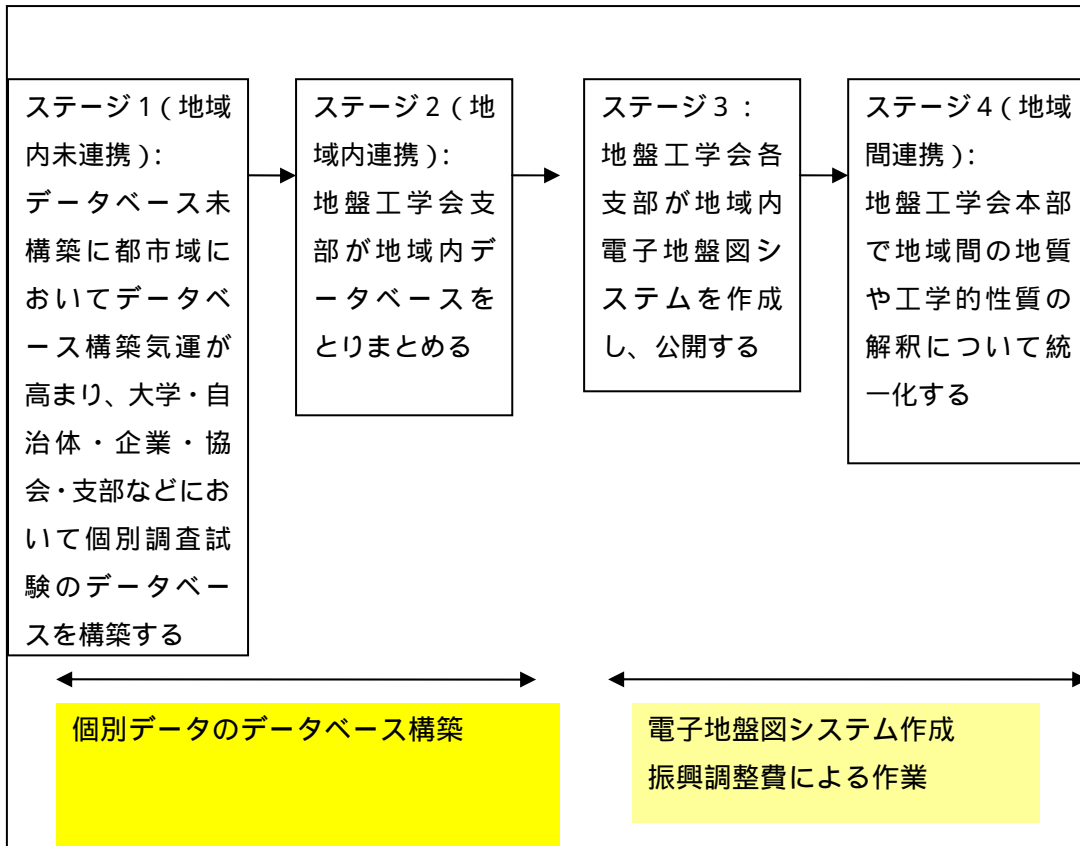 ステージ1(地域
内未連携):
データベース未
構築に都市域に
おいてデータベ
ース構築気運が
高まり、大学・自
治体・企業・協
会・支部などにお
いて個別調査試
験のデータベー
スを構築する
ステージ2(地
域内連携):
地盤工学会支
部が地域内デ
ータベースを
とりまとめる
ステージ3:
地盤工学会各
支部が地域内
電子地盤図シ
ステムを作成
し、公開する
ステージ4(地域
間連携):
地盤工学会本部
で地域間の地質
や工学的性質の
解釈について統
一化する
個別データのデータベース構築
電子地盤図システム作成
振興調整費による作業